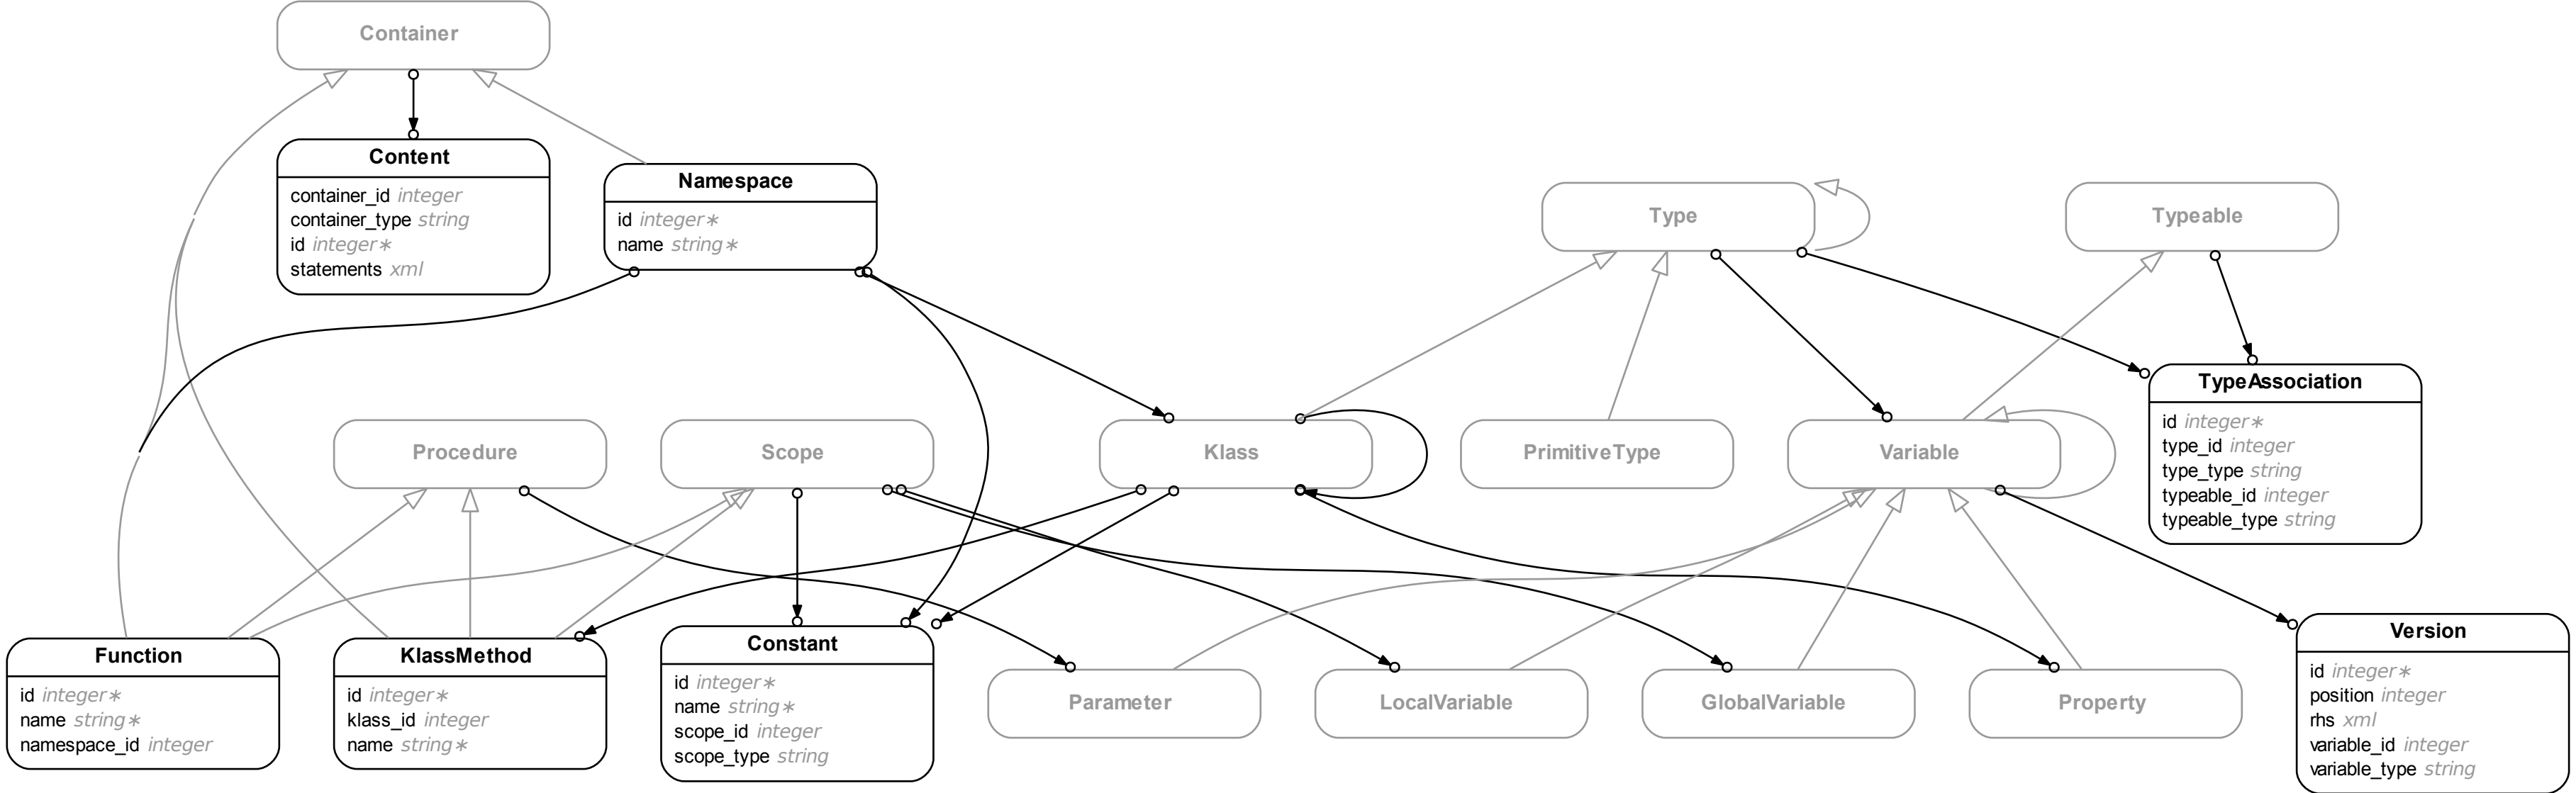 Container
Content
container_id integer
container_type string
id integer∗
statements xml
Namespace
id integer∗
name string∗
Type
Typeable
Procedure
Scope
Klass
PrimitiveType
Variable
TypeAssociation
id integer∗
type_id integer
type_type string
typeable_id integer
typeable_type string
Function
id integer∗
name string∗
namespace_id integer
KlassMethod
id integer∗
klass_id integer
name string∗
Constant
id integer∗
name string∗
scope_id integer
scope_type string
Parameter
LocalVariable
GlobalVariable
Property
Version
id integer∗
position integer
rhs xml
variable_id integer
variable_type string